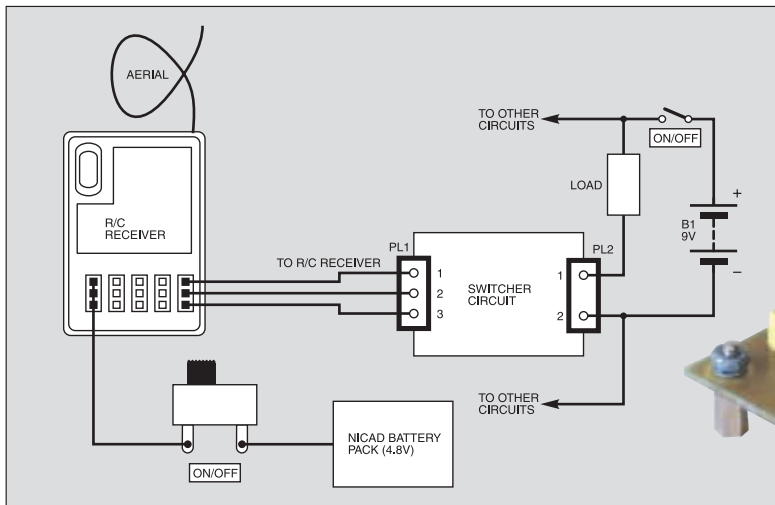 AERIAL
R/C
RECEIVER
TO R/C RECEIVER
PL1
1
2
3
SWITCHER
CIRCUIT
PL2
1
2
TO OTHER
CIRCUITS
LOAD
ON/OFF
+
B1
9V
−
TO OTHER
CIRCUITS
ON/OFF
NICAD BATTERY
PACK (4.8V)